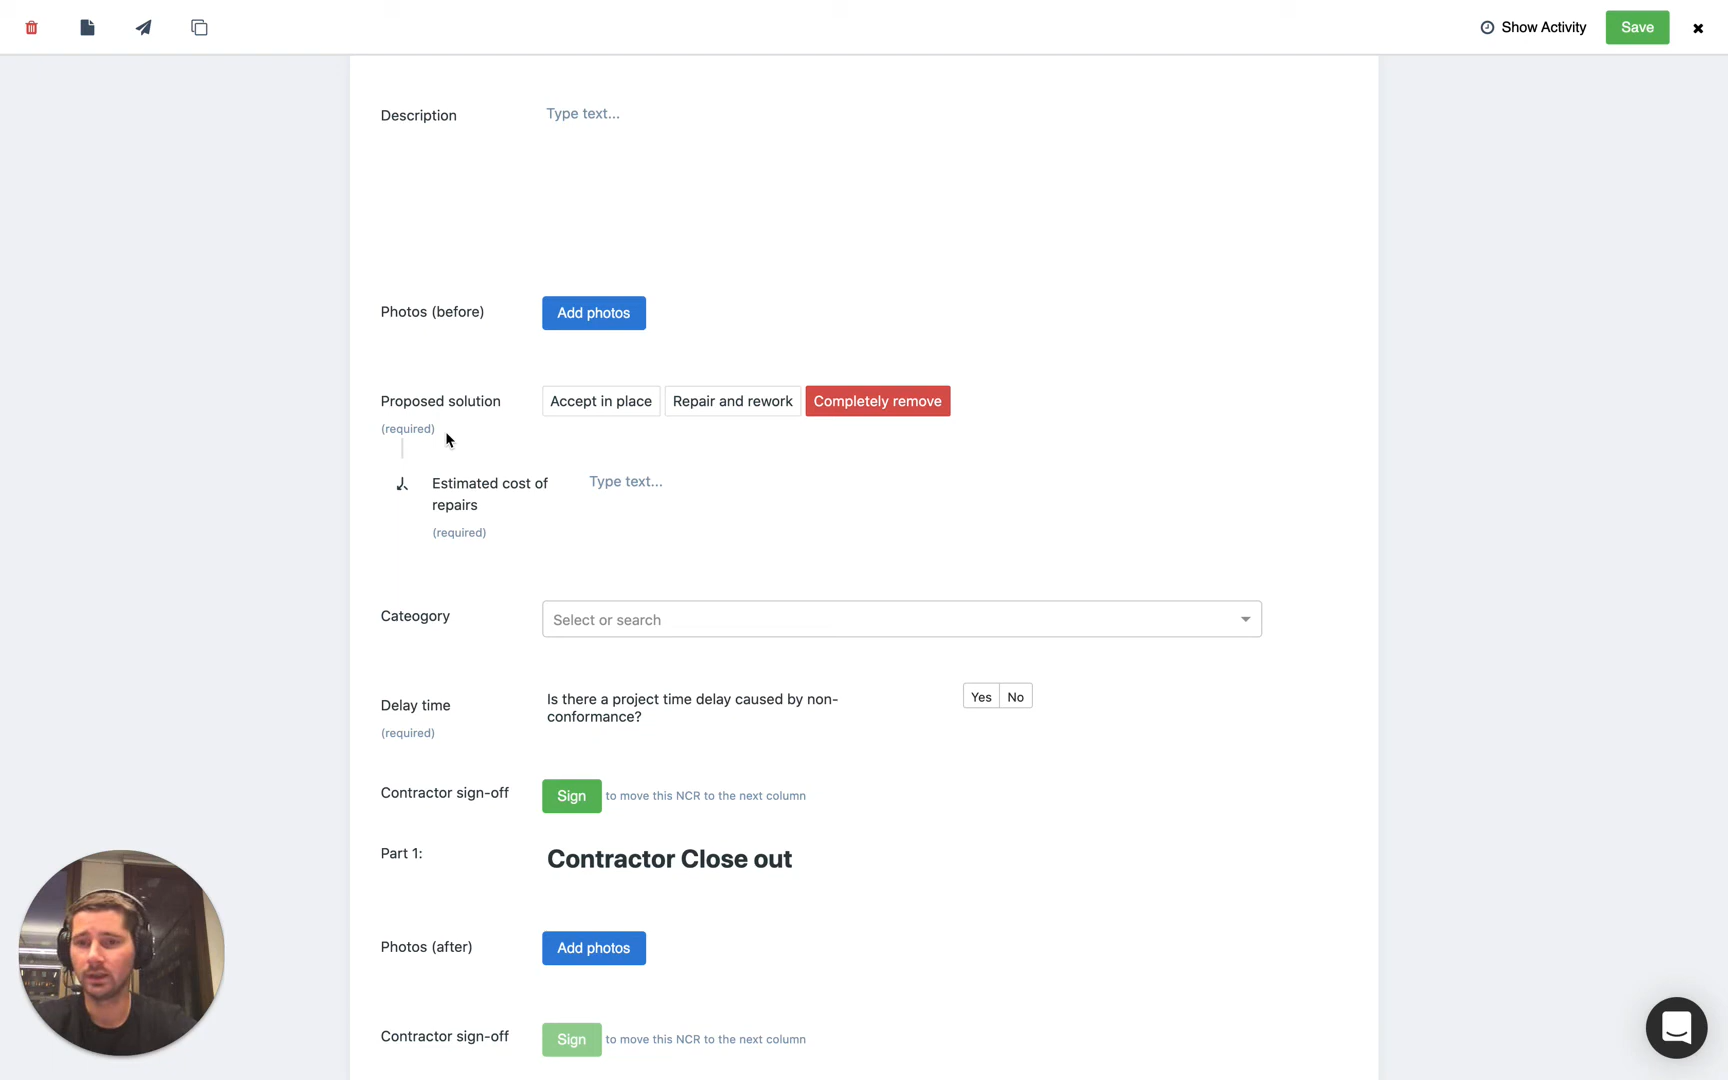 Show Activity
Save
Description
Type text...
Photos (before)
Add photos
Proposed solution
(required)
Accept in place
Repair and rework
Completely remove
Estimated cost of
repairs
(required)
Type text...
Cateogory
Select or search
Delay time
(required)
Is there a project time delay caused by non-
conformance?
Yes
No
Contractor sign-off
Sign
to move this NCR to the next column
Part 1:
Contractor Close out
Photos (after)
Add photos
Contractor sign-off
Sign
to move this NCR to the next column